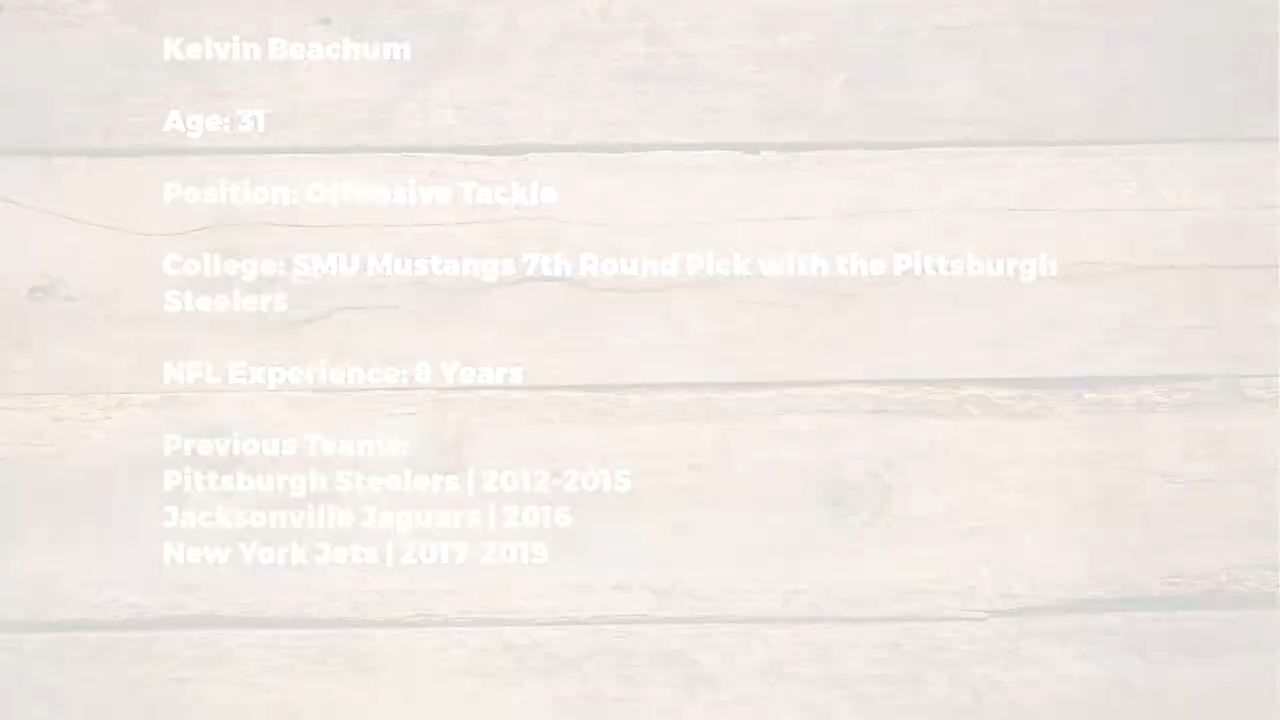 Kelvin Beachum
Age: 31
Position: Offensive Tackle
College: SMU Mustangs 7th Round Pick with the Pittsburgh
Steelers
NFL Experience: 8 Years
Previous Teams:
Pittsburgh Steelers | 2012-2015
Jacksonville Jaguars | 2016
New York Jets | 2017-2019